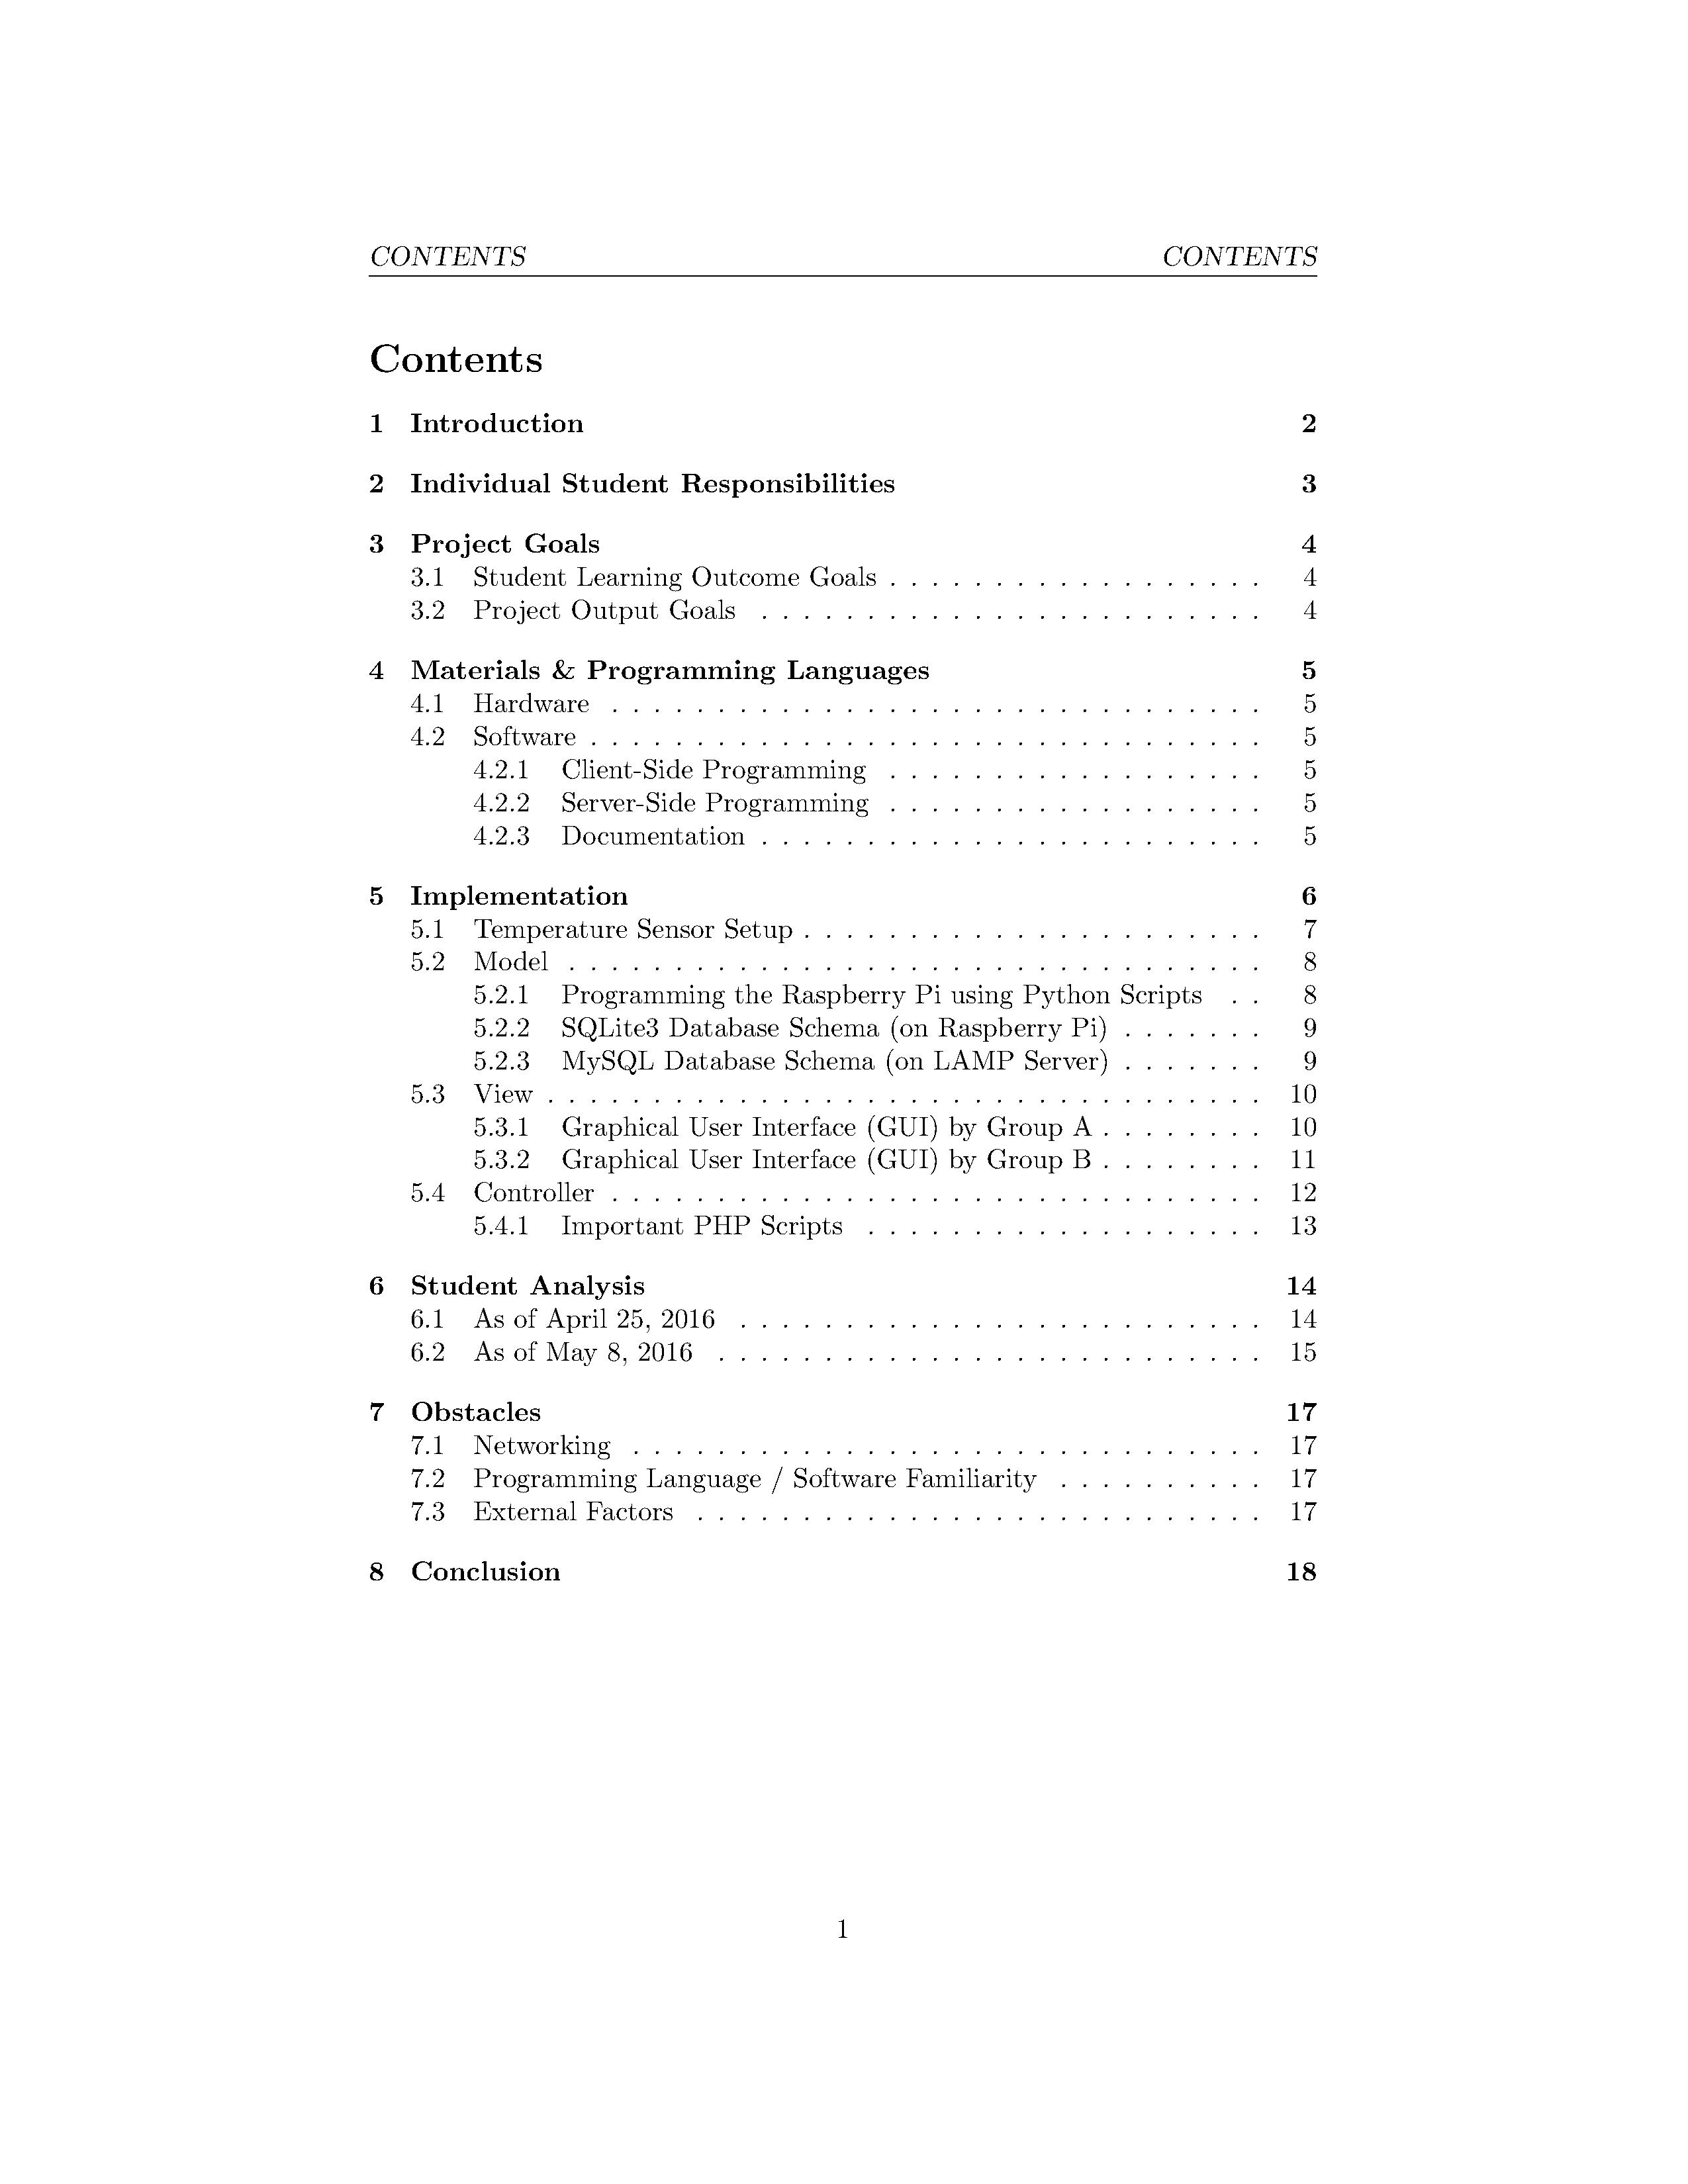 CONTENTS CONTENTS
Contents
1 Introduction 2
2 Individual Student Responsibilities 3
3 Project Goals 4
3.1 Student Learning Outcome Goals . . . . . . . . . . . . . . . . . . 4
3.2 Project Output Goals . . . . . . . . . . . . . . . . . . . . . . . . 4
4 Materials & Programming Languages 5
4.1 Hardware . . . . . . . . . . . . . . . . . . . . . . . . . . . . . . . 5
4.2 Software . . . . . . . . . . . . . . . . . . . . . . . . . . . . . . . . 5
4.2.1 Client-Side Programming . . . . . . . . . . . . . . . . . . 5
4.2.2 Server-Side Programming . . . . . . . . . . . . . . . . . . 5
4.2.3 Documentation . . . . . . . . . . . . . . . . . . . . . . . . 5
5 Implementation 6
5.1 Temperature Sensor Setup . . . . . . . . . . . . . . . . . . . . . . 7
5.2 Model . . . . . . . . . . . . . . . . . . . . . . . . . . . . . . . . . 8
5.2.1 Programming the Raspberry Pi using Python Scripts . . 8
5.2.2 SQLite3 Database Schema (on Raspberry Pi) . . . . . . . 9
5.2.3 MySQL Database Schema (on LAMP Server) . . . . . . . 9
5.3 View . . . . . . . . . . . . . . . . . . . . . . . . . . . . . . . . . . 10
5.3.1 Graphical User Interface (GUI) by Group A . . . . . . . . 10
5.3.2 Graphical User Interface (GUI) by Group B . . . . . . . . 11
5.4 Controller . . . . . . . . . . . . . . . . . . . . . . . . . . . . . . . 12
5.4.1 Important PHP Scripts . . . . . . . . . . . . . . . . . . . 13
6 Student Analysis 14
6.1 As of April 25, 2016 . . . . . . . . . . . . . . . . . . . . . . . . . 14
6.2 As of May 8, 2016 . . . . . . . . . . . . . . . . . . . . . . . . . . 15
7 Obstacles 17
7.1 Networking . . . . . . . . . . . . . . . . . . . . . . . . . . . . . . 17
7.2 Programming Language / Software Familiarity . . . . . . . . . . 17
7.3 External Factors . . . . . . . . . . . . . . . . . . . . . . . . . . . 17
8 Conclusion 18
1